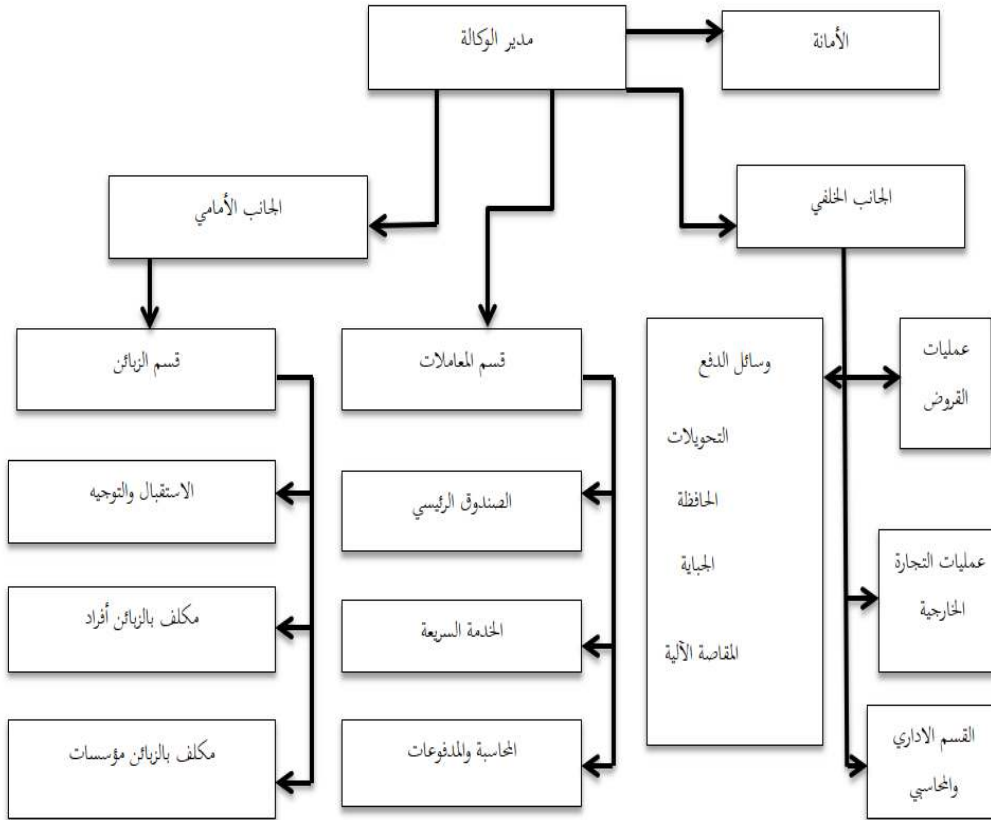 مدير الوكالة
الأمانة
الجانب الخلفي
الجانب الأمامي
قسم الزبائن
قسم المعاملات
وسائل الدفع
التحويلات
الحافظة
الجباية
المقاصة الآلية
عمليات
القروض
الاستقبال والتوجيه
الصندوق الرئيسي
عمليات التجارة
الخارجية
مكلف بالزبائن أفراد
الخدمة السريعة
القسم الاداري
والمحاسبي
مكلف بالزبائن مؤسسات
المحاسبة والمدفوعات